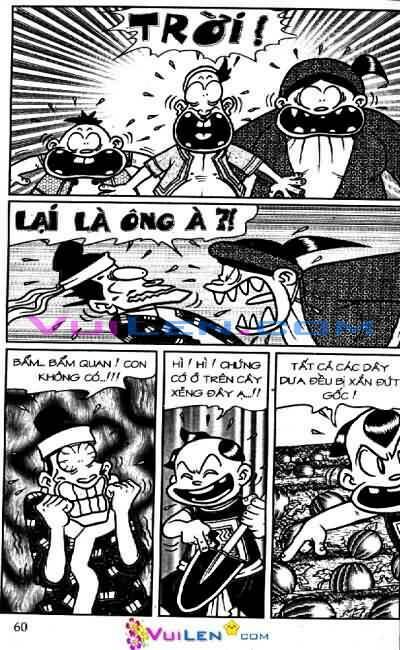 TRỜI !
LẠI LÀ ÔNG À ?!
VUILEN.COM
BẨM... BẨM QUAN ! CON
KHÔNG CÓ...!!!
HÌ ! HÌ ! CHỨNG
CỚ Ở TRÊN CÂY
XẺNG ĐÂY Ạ...!!
TẤT CẢ CÁC DÂY
DƯA ĐỀU BỊ XẮN ĐỨT
GỐC !
60
VUILEN.COM